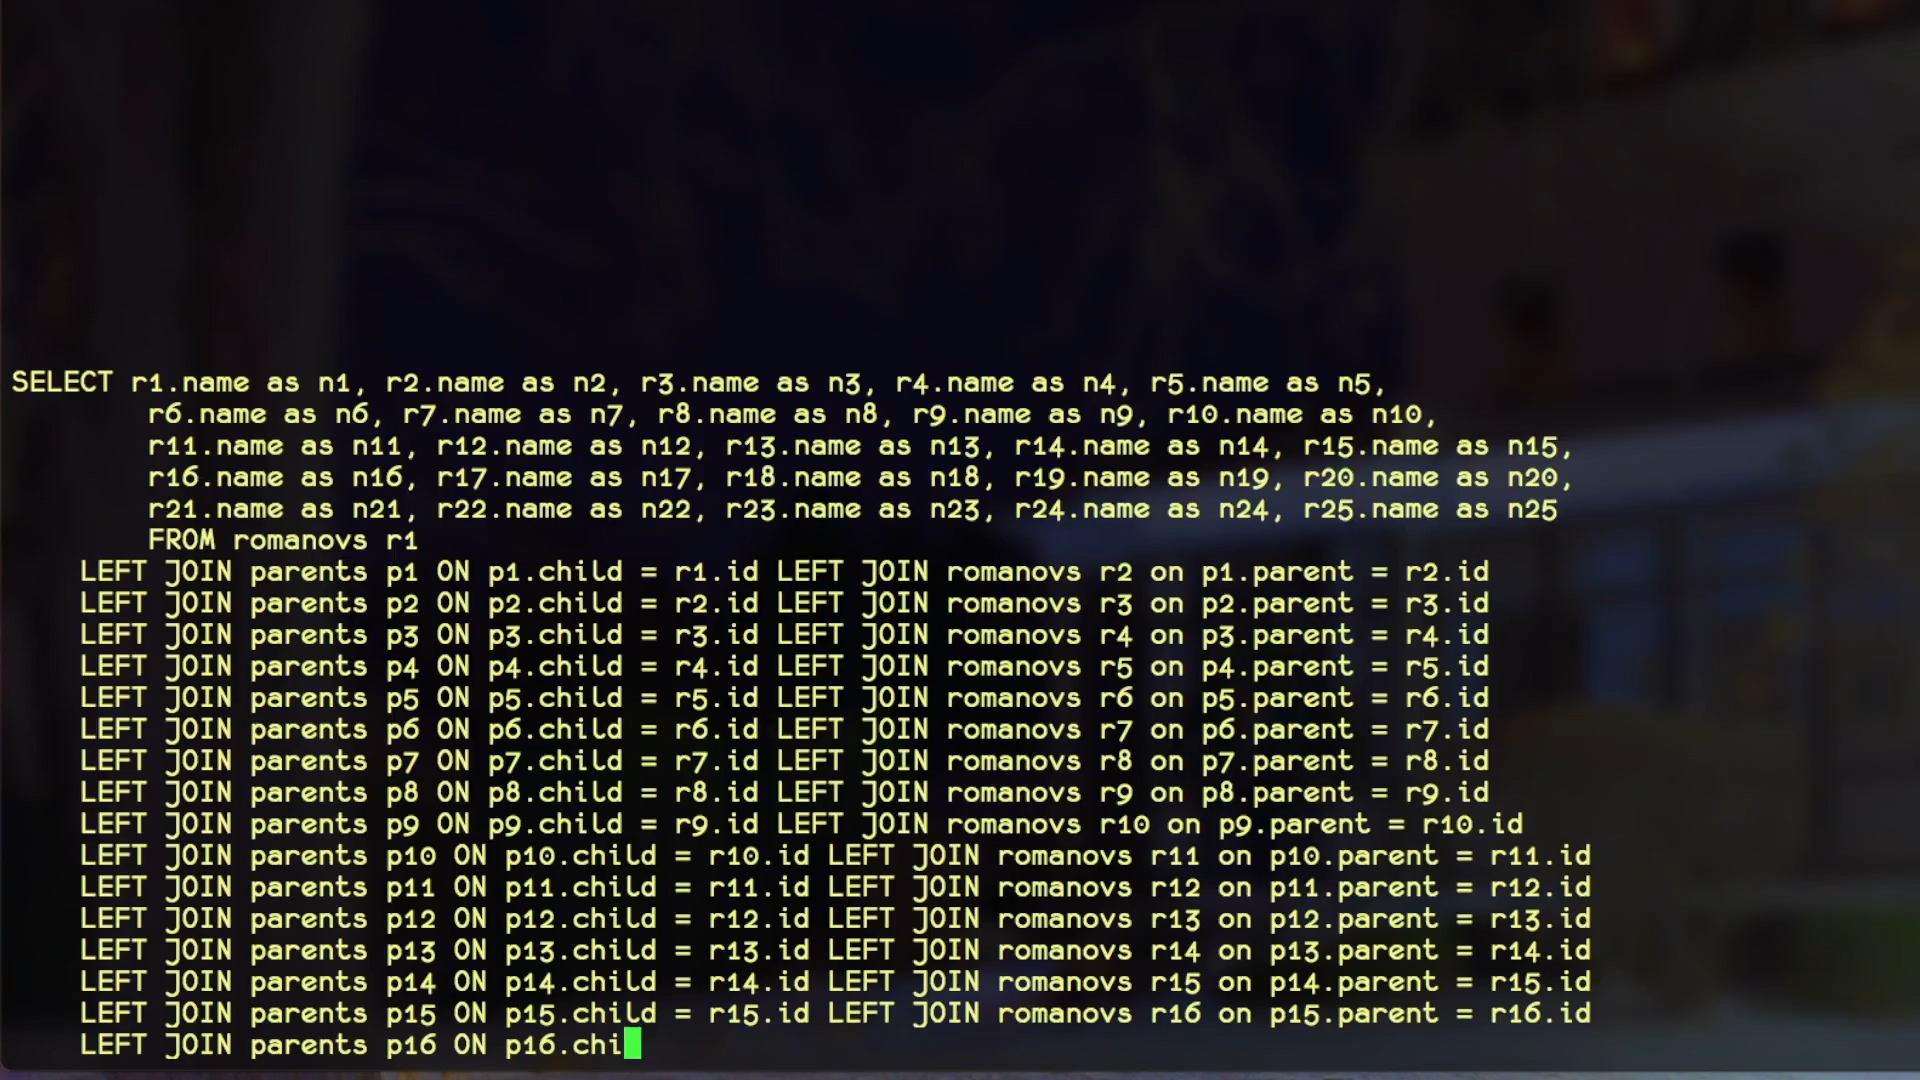 SELECT r1.name as n1, r2.name as n2, r3.name as n3, r4.name as n4, r5.name as n5,
r6.name as n6, r7.name as n7, r8.name as n8, r9.name as n9, r10.name as n10,
r11.name as n11, r12.name as n12, r13.name as n13, r14.name as n14, r15.name as n15,
r16.name as n16, r17.name as n17, r18.name as n18, r19.name as n19, r20.name as n20,
r21.name as n21, r22.name as n22, r23.name as n23, r24.name as n24, r25.name as n25
FROM romanovs r1
LEFT JOIN parents p1 ON p1.child = r1.id LEFT JOIN romanovs r2 on p1.parent = r2.id
LEFT JOIN parents p2 ON p2.child = r2.id LEFT JOIN romanovs r3 on p2.parent = r3.id
LEFT JOIN parents p3 ON p3.child = r3.id LEFT JOIN romanovs r4 on p3.parent = r4.id
LEFT JOIN parents p4 ON p4.child = r4.id LEFT JOIN romanovs r5 on p4.parent = r5.id
LEFT JOIN parents p5 ON p5.child = r5.id LEFT JOIN romanovs r6 on p5.parent = r6.id
LEFT JOIN parents p6 ON p6.child = r6.id LEFT JOIN romanovs r7 on p6.parent = r7.id
LEFT JOIN parents p7 ON p7.child = r7.id LEFT JOIN romanovs r8 on p7.parent = r8.id
LEFT JOIN parents p8 ON p8.child = r8.id LEFT JOIN romanovs r9 on p8.parent = r9.id
LEFT JOIN parents p9 ON p9.child = r9.id LEFT JOIN romanovs r10 on p9.parent = r10.id
LEFT JOIN parents p10 ON p10.child = r10.id LEFT JOIN romanovs r11 on p10.parent = r11.id
LEFT JOIN parents p11 ON p11.child = r11.id LEFT JOIN romanovs r12 on p11.parent = r12.id
LEFT JOIN parents p12 ON p12.child = r12.id LEFT JOIN romanovs r13 on p12.parent = r13.id
LEFT JOIN parents p13 ON p13.child = r13.id LEFT JOIN romanovs r14 on p13.parent = r14.id
LEFT JOIN parents p14 ON p14.child = r14.id LEFT JOIN romanovs r15 on p14.parent = r15.id
LEFT JOIN parents p15 ON p15.child = r15.id LEFT JOIN romanovs r16 on p15.parent = r16.id
LEFT JOIN parents p16 ON p16.chi